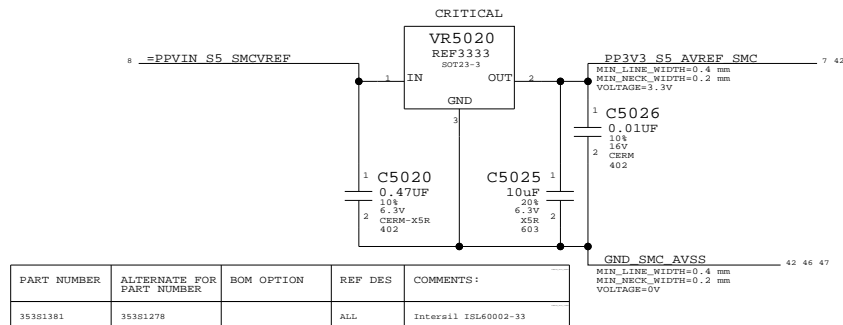 CRITICAL
VR5020
REF3333
SOT23-3
8 =PPVIN_S5_SMCVREF
1 IN OUT 2
GND
3
PP3V3_S5_AVREF_SMC 7 42
MIN_LINE_WIDTH=0.4 mm
MIN_NECK_WIDTH=0.2 mm
VOLTAGE=3.3V
1 C5026
0.01UF
10%
16V
2 CERM
402
1 C5020
0.47UF
10%
6.3V
2 CERM-X5R
402
C5025 1
10uF
20%
6.3V
X5R 2
603
GND_SMC_AVSS 42 46 47
MIN_LINE_WIDTH=0.4 mm
MIN_NECK_WIDTH=0.2 mm
VOLTAGE=0V
PART NUMBER
ALTERNATE FOR
PART NUMBER
BOM OPTION
REF DES
COMMENTS:
353S1381
353S1278
ALL
Intersil ISL60002-33